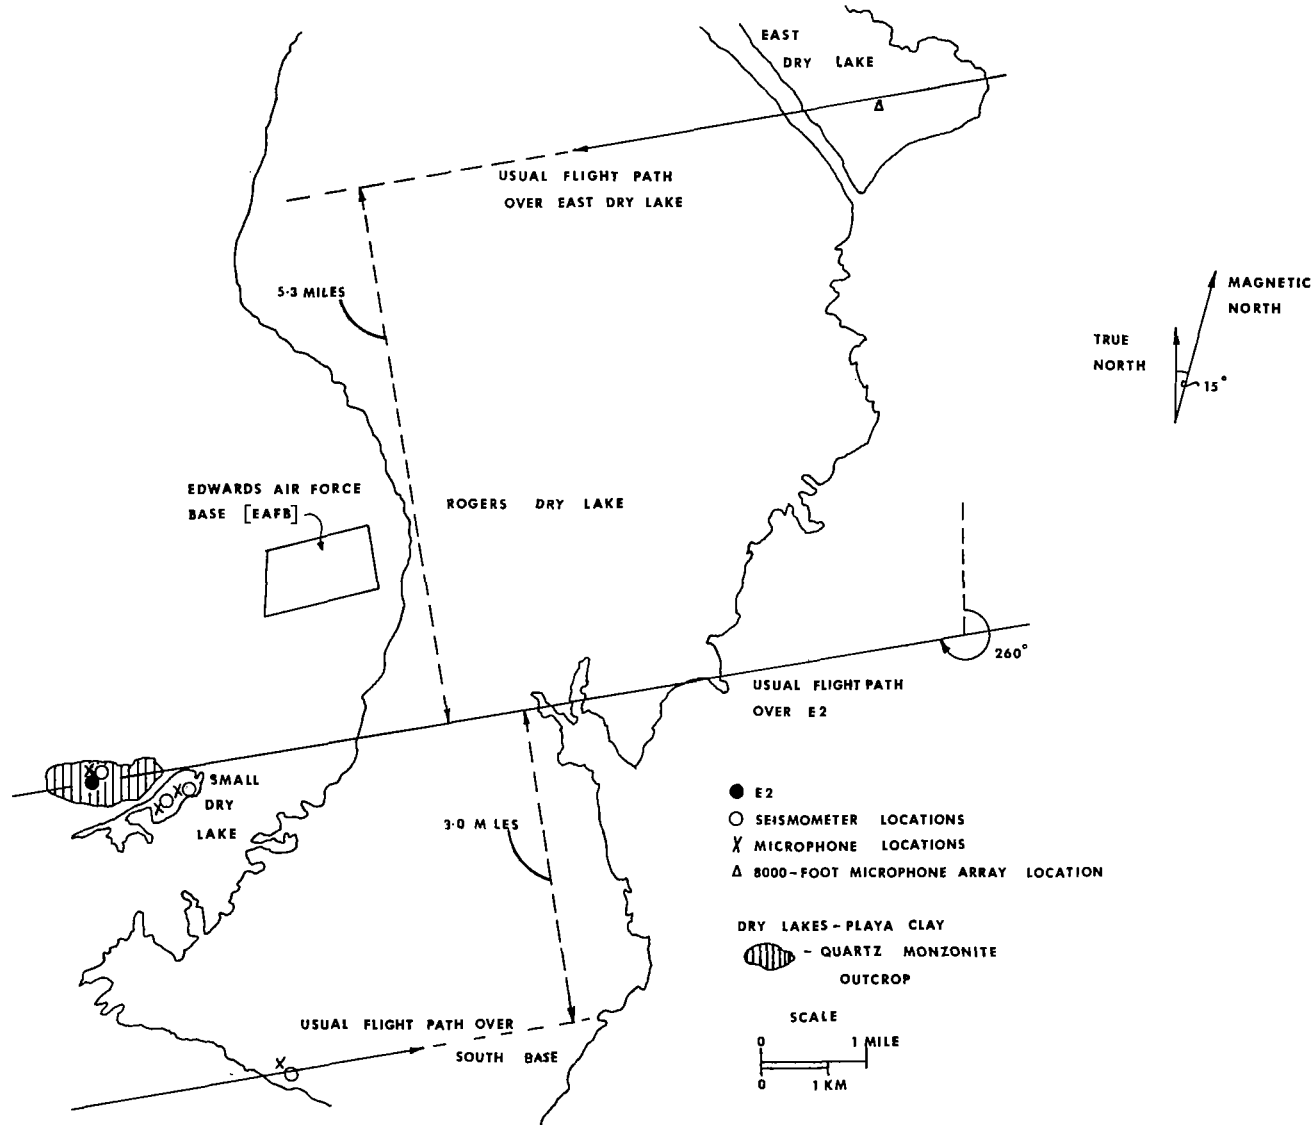 EAST
DRY LAKE
Δ
USUAL FLIGHT PATH
OVER EAST DRY LAKE
5·3 MILES
MAGNETIC
NORTH
TRUE
NORTH
15°
EDWARDS AIR FORCE
BASE [EAFB]
ROGERS DRY LAKE
260°
USUAL FLIGHT PATH
OVER E2
SMALL
DRY
LAKE
X
X
X
3·0 M LES
E2
SEISMOMETER LOCATIONS
X MICROPHONE LOCATIONS
Δ 8000-FOOT MICROPHONE ARRAY LOCATION
DRY LAKES - PLAYA CLAY
- QUARTZ MONZONITE
OUTCROP
USUAL FLIGHT PATH OVER
SOUTH BASE
X
SCALE
0 1 MILE
0 1 KM